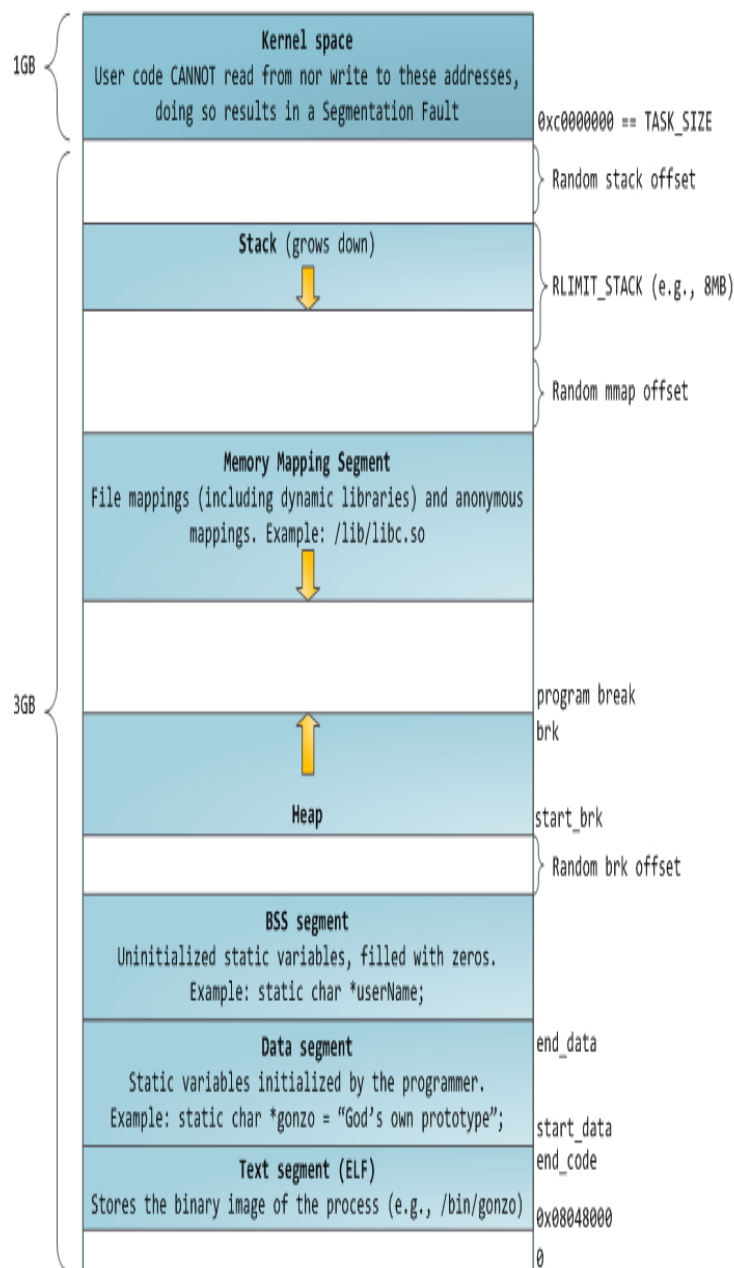 Kernel space
1GB
User code CANNOT read from nor write to these addresses,
doing so results in a Segmentation Fault
0xc0000000 == TASK_SIZE
Random stack offset
Stack (grows down)
RLIMIT_STACK (e.g., 8MB)
Random mmap offset
Memory Mapping Segment
File mappings (including dynamic libraries) and anonymous
mappings. Example: /lib/libc.so
3GB
program break
brk
Heap
start_brk
Random brk offset
BSS segment
Uninitialized static variables, filled with zeros.
Example: static char *userName;
Data segment
end_data
Static variables initialized by the programmer.
Example: static char *gonzo = “God’s own prototype”;
start_data
end_code
Text segment (ELF)
Stores the binary image of the process (e.g., /bin/gonzo)
0x08048000
0